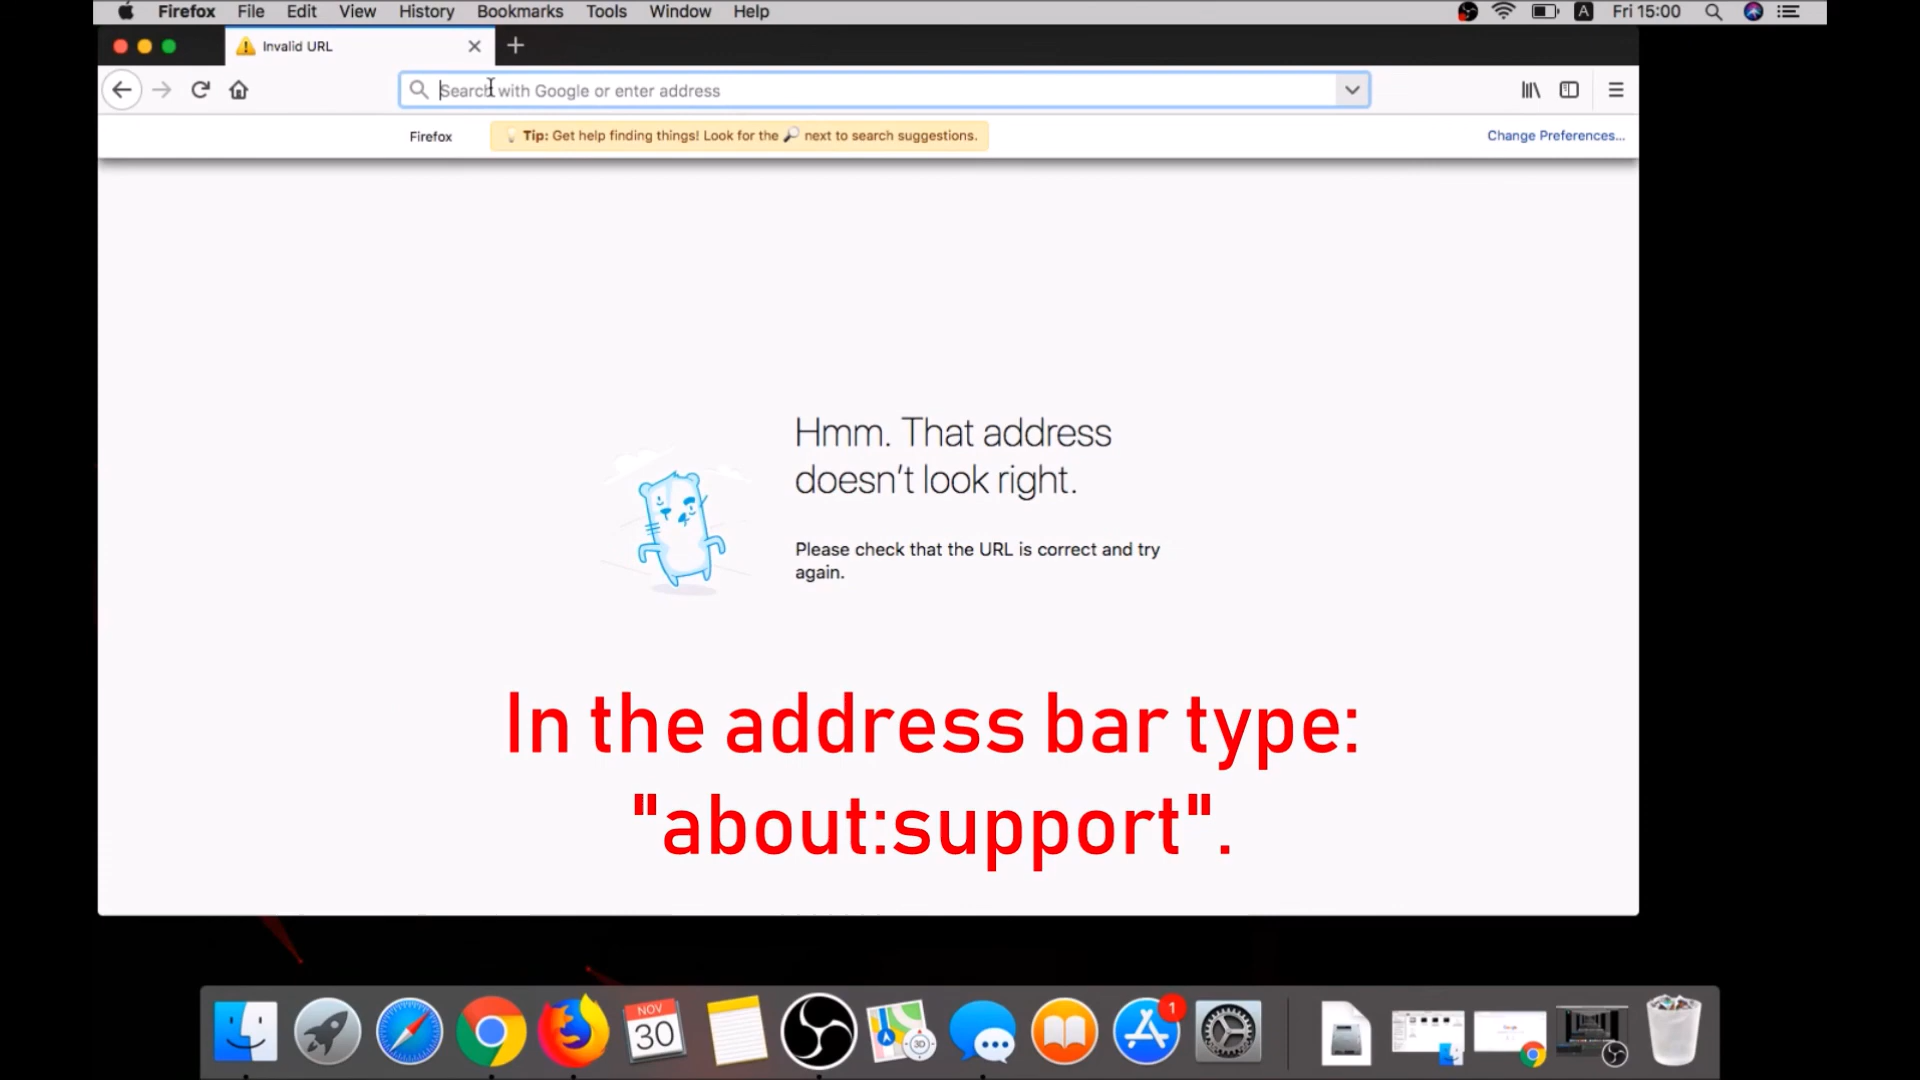 Firefox File Edit View History Bookmarks Tools Window Help A Fri 15:00
Invalid URL
Search with Google or enter address
Firefox Tip: Get help finding things! Look for the 🔎 next to search suggestions. Change Preferences...
Hmm. That address
doesn't look right.
Please check that the URL is correct and try
again.
In the address bar type:
"about:support".
NOV
30
3D
1